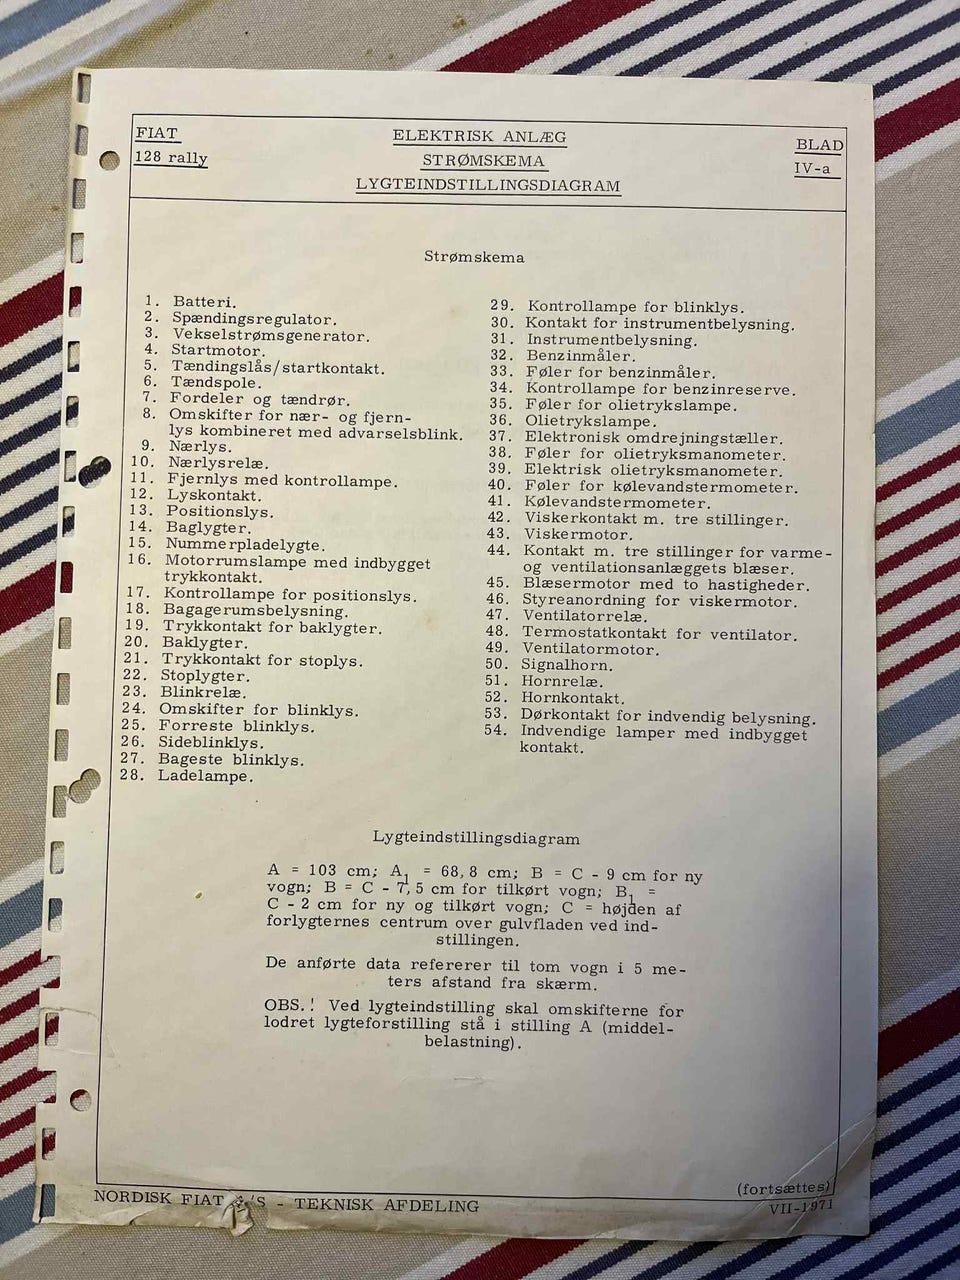 FIAT
128 rally
ELEKTRISK ANLÆG
STRØMSKEMA
LYGTEINDSTILLINGSDIAGRAM
BLAD
IV-a
Strømskema
1. Batteri.
2. Spændingsregulator.
3. Vekselstrømsgenerator.
4. Startmotor.
5. Tændingslås/startkontakt.
6. Tændspole.
7. Fordeler og tændrør.
8. Omskifter for nær- og fjern-
lys kombineret med advarselsblink.
9. Nærlys.
10. Nærlysrelæ.
11. Fjernlys med kontrollampe.
12. Lyskontakt.
13. Positionslys.
14. Baglygter.
15. Nummerpladelygte.
16. Motorrumslampe med indbygget
trykkontakt.
17. Kontrollampe for positionslys.
18. Bagagerumsbelysning.
19. Trykkontakt for baklygter.
20. Baklygter.
21. Trykkontakt for stoplys.
22. Stoplygter.
23. Blinkrelæ.
24. Omskifter for blinklys.
25. Forreste blinklys.
26. Sideblinklys.
27. Bageste blinklys.
28. Ladelampe.
29. Kontrollampe for blinklys.
30. Kontakt for instrumentbelysning.
31. Instrumentbelysning.
32. Benzinmåler.
33. Føler for benzinmåler.
34. Kontrollampe for benzinreserve.
35. Føler for olietrykslampe.
36. Olietrykslampe.
37. Elektronisk omdrejningstæller.
38. Føler for olietryksmanometer.
39. Elektrisk olietryksmanometer.
40. Føler for kølevandstermometer.
41. Kølevandstermometer.
42. Viskerkontakt m. tre stillinger.
43. Viskermotor.
44. Kontakt m. tre stillinger for varme-
og ventilationsanlæggets blæser.
45. Blæsermotor med to hastigheder.
46. Styreanordning for viskermotor.
47. Ventilatorrelæ.
48. Termostatkontakt for ventilator.
49. Ventilatormotor.
50. Signalhorn.
51. Hornrelæ.
52. Hornkontakt.
53. Dørkontakt for indvendig belysning.
54. Indvendige lamper med indbygget
kontakt.
Lygteindstillingsdiagram
A = 103 cm; A₁ = 68,8 cm; B = C - 9 cm for ny
vogn; B = C - 7,5 cm for tilkørt vogn; B₁ =
C - 2 cm for ny og tilkørt vogn; C = højden af
forlygternes centrum over gulvfladen ved ind-
stillingen.
De anførte data refererer til tom vogn i 5 me-
ters afstand fra skærm.
OBS.! Ved lygteindstilling skal omskifterne for
lodret lygteforstilling stå i stilling A (middel-
belastning).
(fortsættes)
NORDISK FIAT A/S - TEKNISK AFDELING
VII-1971